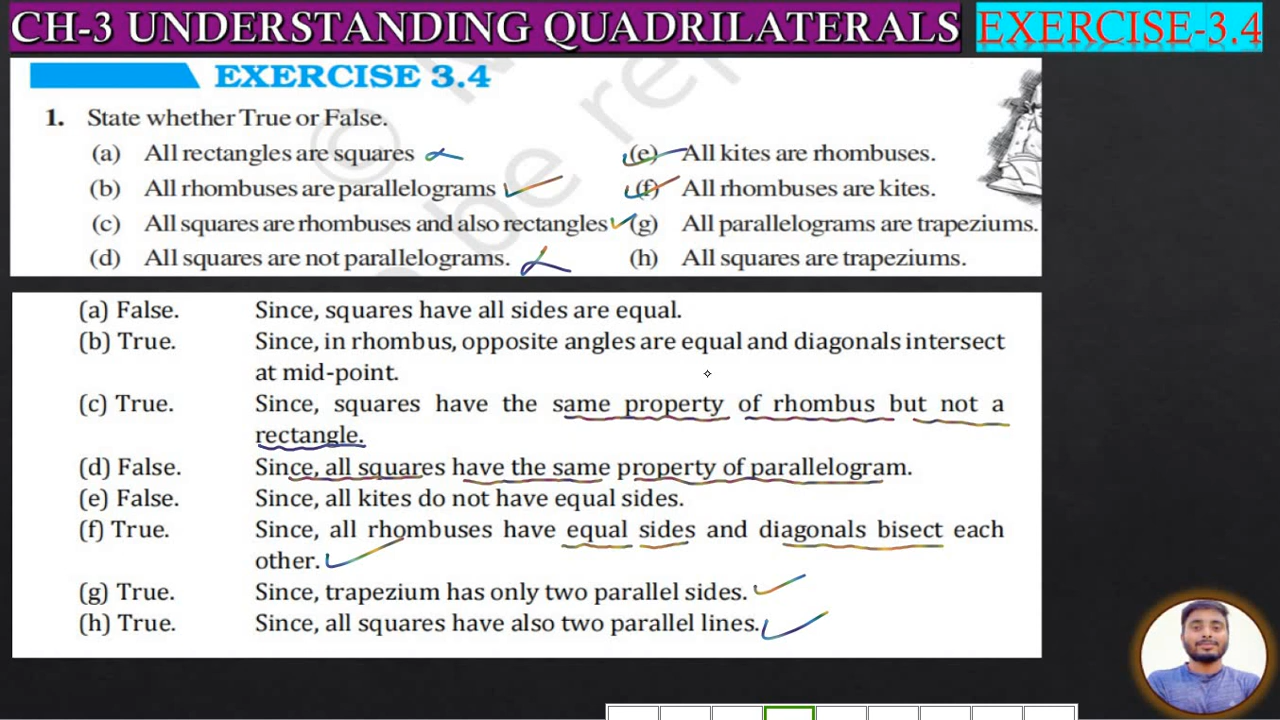 CH-3 UNDERSTANDING QUADRILATERALS EXERCISE-3.4
EXERCISE 3.4
1. State whether True or False.
(a) All rectangles are squares
(b) All rhombuses are parallelograms
(c) All squares are rhombuses and also rectangles
(d) All squares are not parallelograms.
(e) All kites are rhombuses.
(f) All rhombuses are kites.
(g) All parallelograms are trapeziums.
(h) All squares are trapeziums.
(a) False. Since, squares have all sides are equal.
(b) True. Since, in rhombus, opposite angles are equal and diagonals intersect
at mid-point.
(c) True. Since, squares have the same property of rhombus but not a
rectangle.
(d) False. Since, all squares have the same property of parallelogram.
(e) False. Since, all kites do not have equal sides.
(f) True. Since, all rhombuses have equal sides and diagonals bisect each
other.
(g) True. Since, trapezium has only two parallel sides.
(h) True. Since, all squares have also two parallel lines.